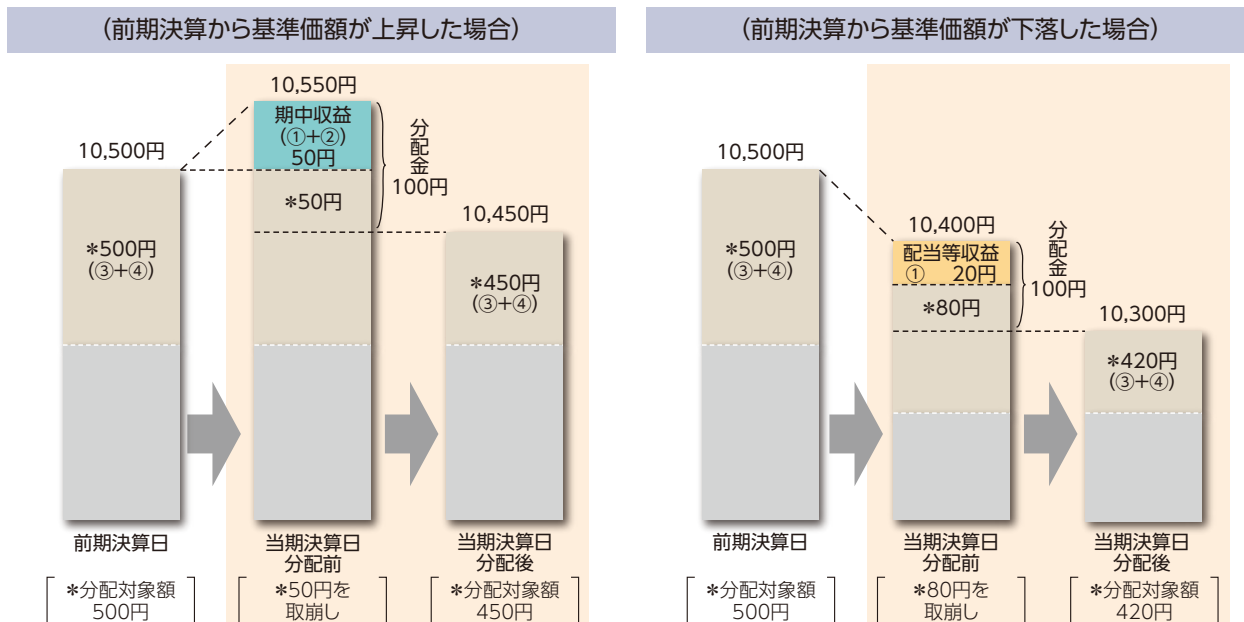 (前期決算から基準価額が上昇した場合)
10,500円
*500円
(③+④)
10,550円
期中収益
(①+②)
50円
*50円
分配金
100円
10,450円
*450円
(③+④)
前期決算日
当期決算日
分配前
当期決算日
分配後
*分配対象額
500円
*50円を
取崩し
*分配対象額
450円
(前期決算から基準価額が下落した場合)
10,500円
*500円
(③+④)
10,400円
配当等収益
① 20円
*80円
分配金
100円
10,300円
*420円
(③+④)
前期決算日
当期決算日
分配前
当期決算日
分配後
*分配対象額
500円
*80円を
取崩し
*分配対象額
420円